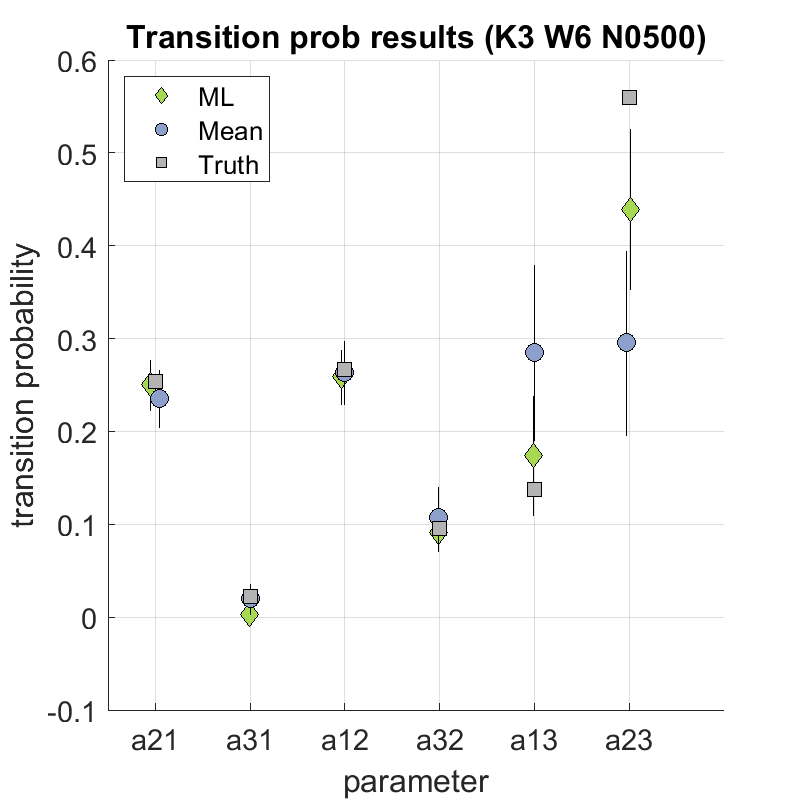 Transition prob results (K3 W6 N0500)
ML
Mean
Truth
0.6
0.5
0.4
0.3
0.2
0.1
0
-0.1
transition probability
a21 a31 a12 a32 a13 a23
parameter